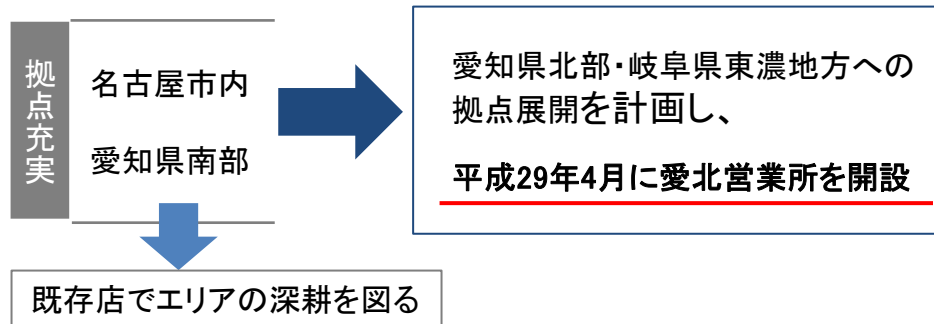 拠点充実
名古屋市内
愛知県南部
愛知県北部・岐阜県東濃地方への
拠点展開を計画し、
平成29年4月に愛北営業所を開設
既存店でエリアの深耕を図る